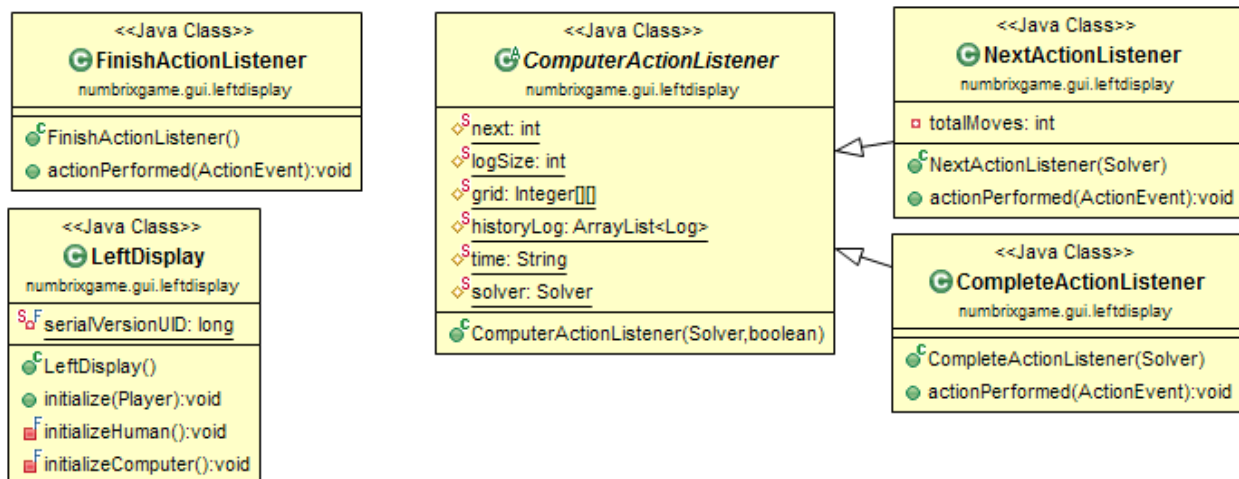 <<Java Class>>
FinishActionListener
numbrixgame.gui.leftdisplay
FinishActionListener()
actionPerformed(ActionEvent):void
<<Java Class>>
LeftDisplay
numbrixgame.gui.leftdisplay
serialVersionUID: long
LeftDisplay()
initialize(Player):void
initializeHuman():void
initializeComputer():void
<<Java Class>>
ComputerActionListener
numbrixgame.gui.leftdisplay
next: int
logSize: int
grid: Integer[][]
historyLog: ArrayList<Log>
time: String
solver: Solver
ComputerActionListener(Solver,boolean)
<<Java Class>>
NextActionListener
numbrixgame.gui.leftdisplay
totalMoves: int
NextActionListener(Solver)
actionPerformed(ActionEvent):void
<<Java Class>>
CompleteActionListener
numbrixgame.gui.leftdisplay
CompleteActionListener(Solver)
actionPerformed(ActionEvent):void